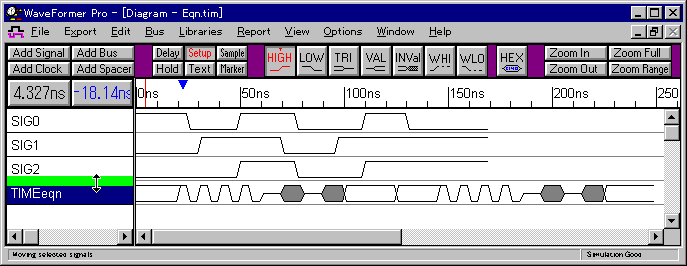 WaveFormer Pro - [Diagram - Eqn.tim]
File Export Edit Bus Libraries Report View Options Window Help
Add Signal Add Bus Delay Setup Sample HIGH LOW TRI VAL INVal WHI WLO HEX Zoom In Zoom Full
Add Clock Add Spacer Hold Text Marker Zoom Out Zoom Range
4.327ns -18.14ns 0ns 50ns 100ns 150ns 200ns 250
SIG0
SIG1
SIG2
TIMEeqn
Moving selected signals Simulation Good